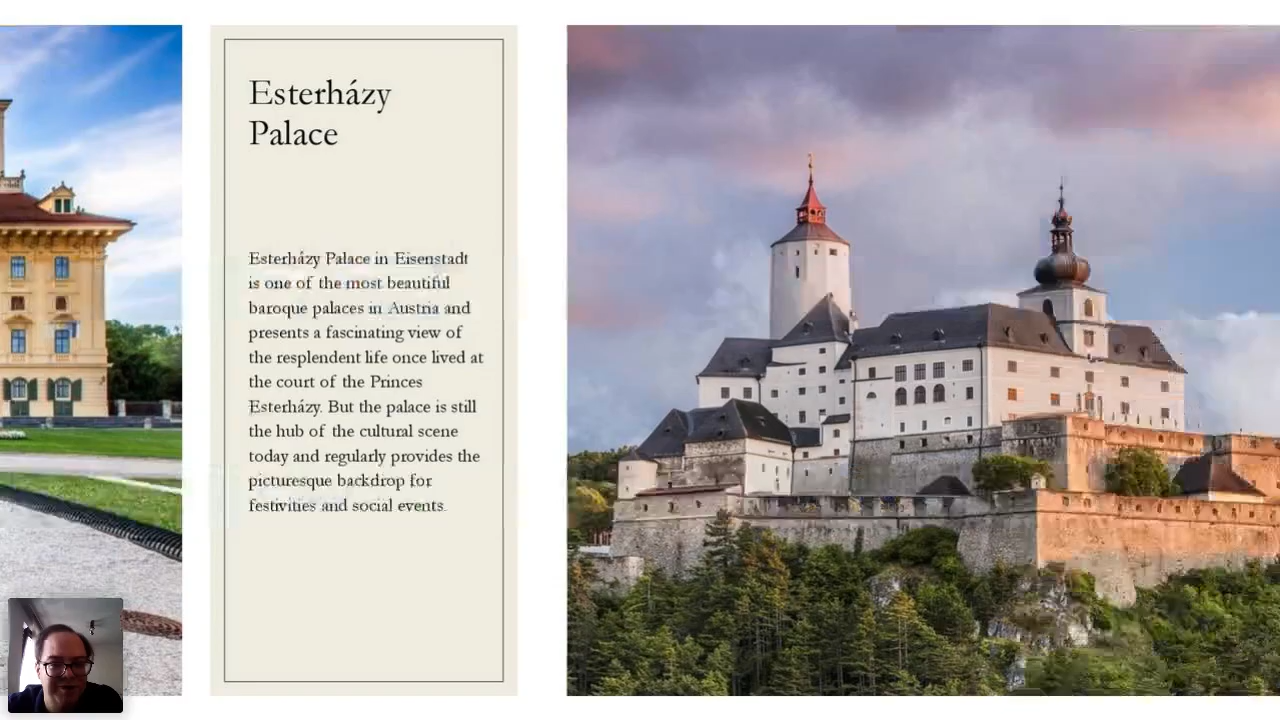 Esterházy
Palace
Esterházy Palace in Eisenstadt
is one of the most beautiful
baroque palaces in Austria and
presents a fascinating view of
the resplendent life once lived at
the court of the Princes
Esterházy. But the palace is still
the hub of the cultural scene
today and regularly provides the
picturesque backdrop for
festivities and social events.